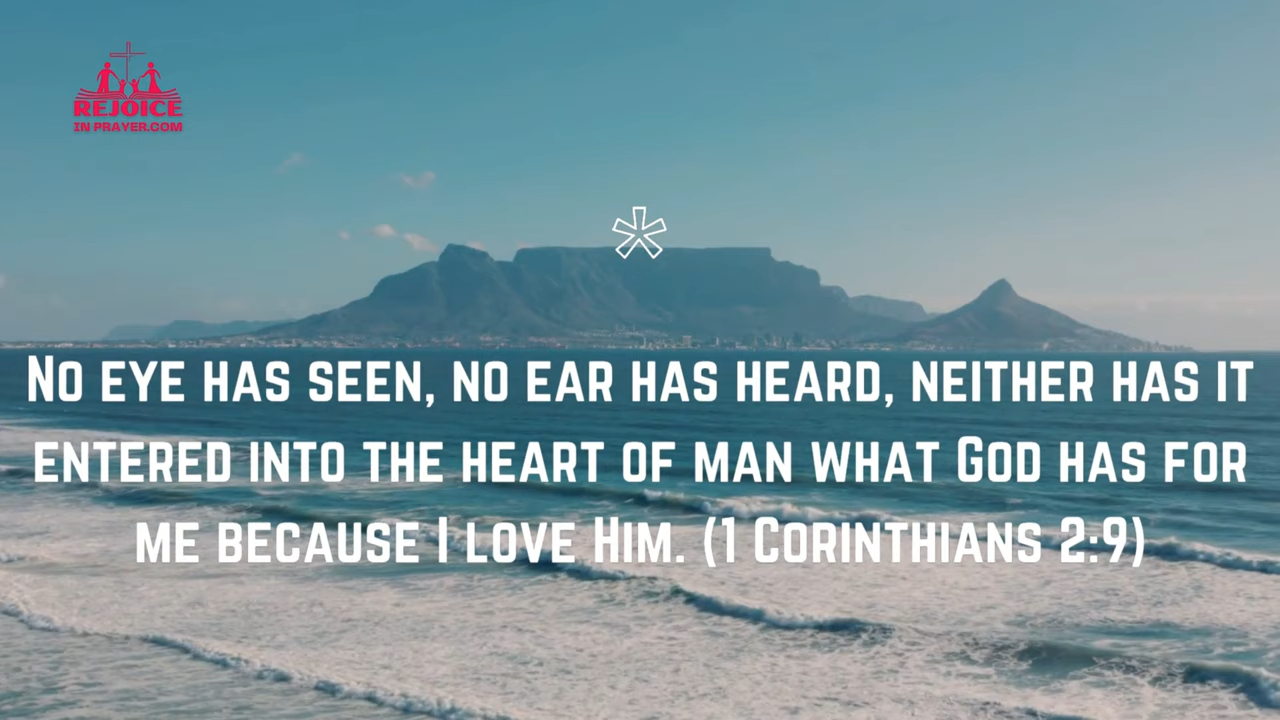 REJOICE
IN PRAYER.COM
No eye has seen, no ear has heard, neither has it
entered into the heart of man what God has for
me because I love Him. (1 Corinthians 2:9)